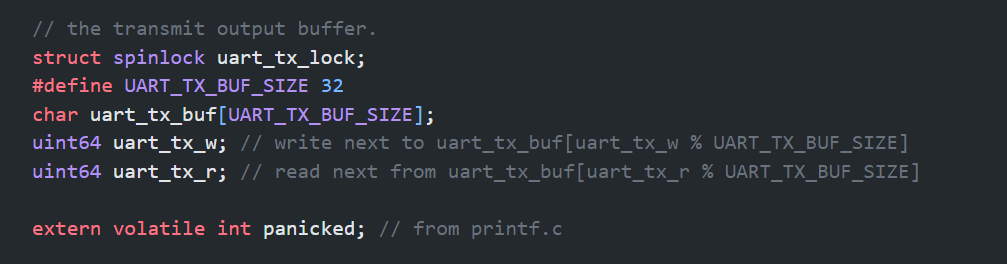 // the transmit output buffer.
struct spinlock uart_tx_lock;
#define UART_TX_BUF_SIZE 32
char uart_tx_buf[UART_TX_BUF_SIZE];
uint64 uart_tx_w; // write next to uart_tx_buf[uart_tx_w % UART_TX_BUF_SIZE]
uint64 uart_tx_r; // read next from uart_tx_buf[uart_tx_r % UART_TX_BUF_SIZE]
extern volatile int panicked; // from printf.c